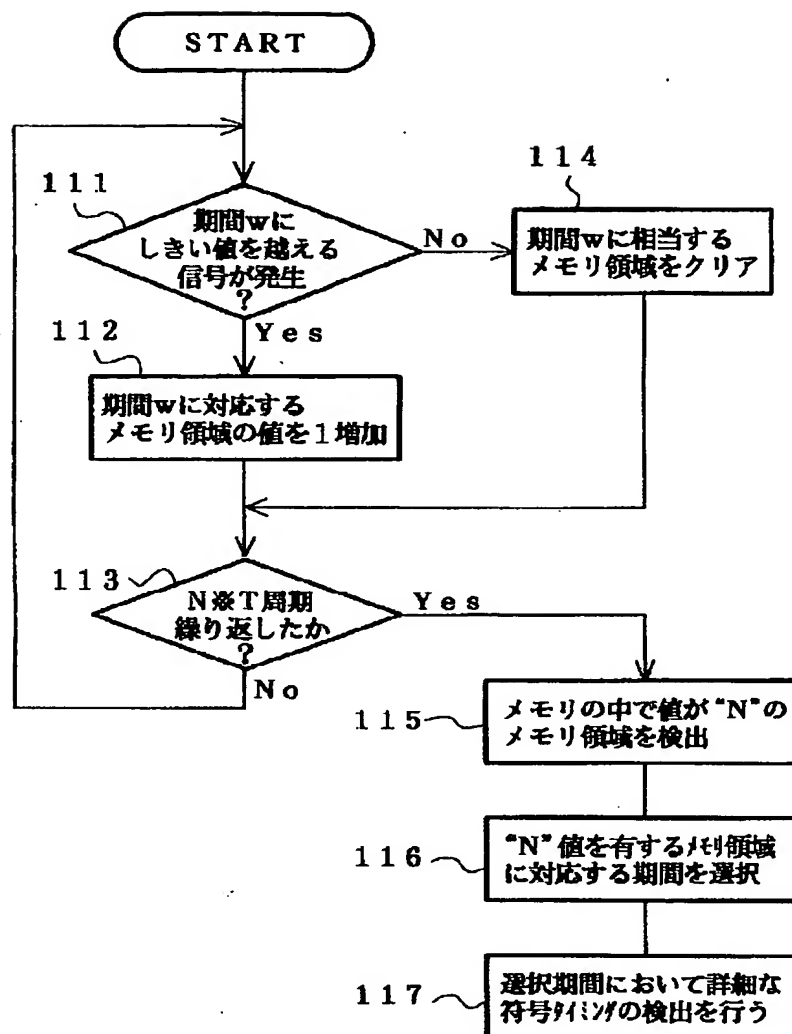 START
111
期間wに
しきい値を越える
信号が発生
?
No
114
期間wに相当する
メモリ領域をクリア
Yes
112
期間wに対応する
メモリ領域の値を1増加
113
N※T周期
繰り返したか
?
Yes
No
115
メモリの中で値が“N”の
メモリ領域を検出
116
“N”値を有するメモリ領域
に対応する期間を選択
117
選択期間において詳細な
符号タイミングの検出を行う